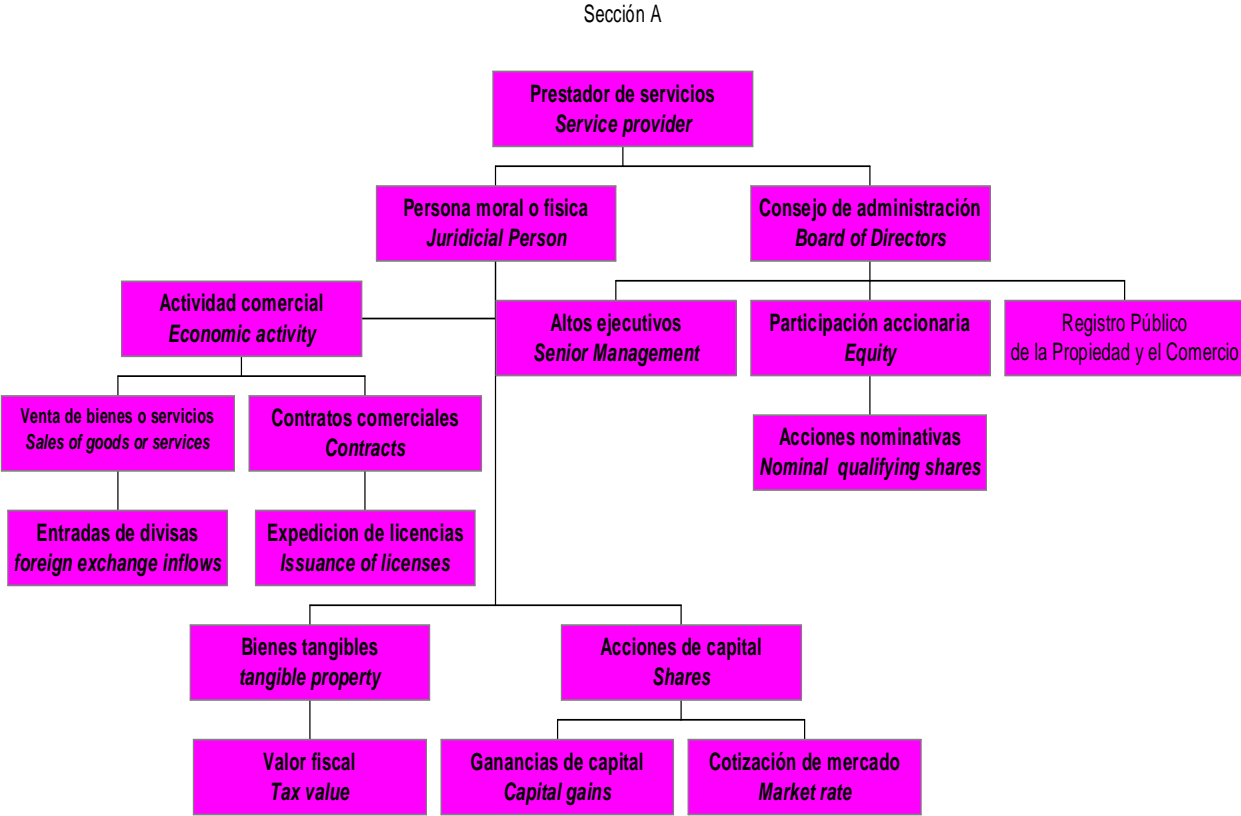 Sección A
Prestador de servicios
Service provider
Persona moral o fisica
Juridicial Person
Consejo de administración
Board of Directors
Actividad comercial
Economic activity
Altos ejecutivos
Senior Management
Participación accionaria
Equity
Registro Público
de la Propiedad y el Comercio
Venta de bienes o servicios
Sales of goods or services
Contratos comerciales
Contracts
Acciones nominativas
Nominal qualifying shares
Entradas de divisas
foreign exchange inflows
Expedicion de licencias
Issuance of licenses
Bienes tangibles
tangible property
Acciones de capital
Shares
Valor fiscal
Tax value
Ganancias de capital
Capital gains
Cotización de mercado
Market rate